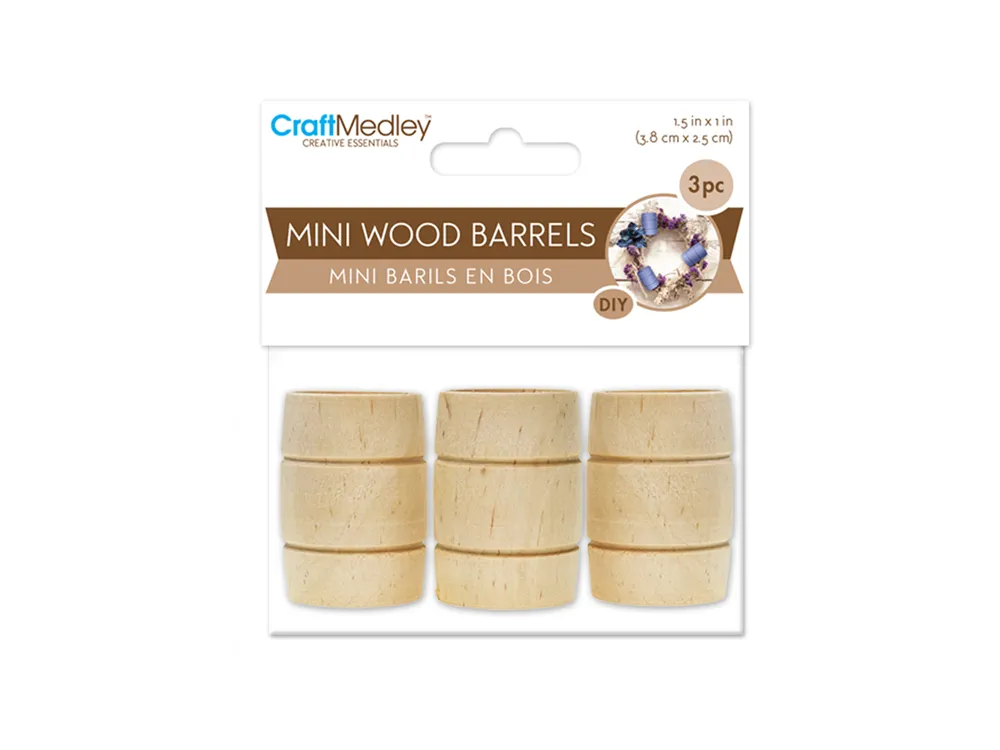 CraftMedley™
CREATIVE ESSENTIALS
1.5 in x 1 in
(3.8 cm x 2.5 cm)
3pc
MINI WOOD BARRELS
MINI BARILS EN BOIS
DIY